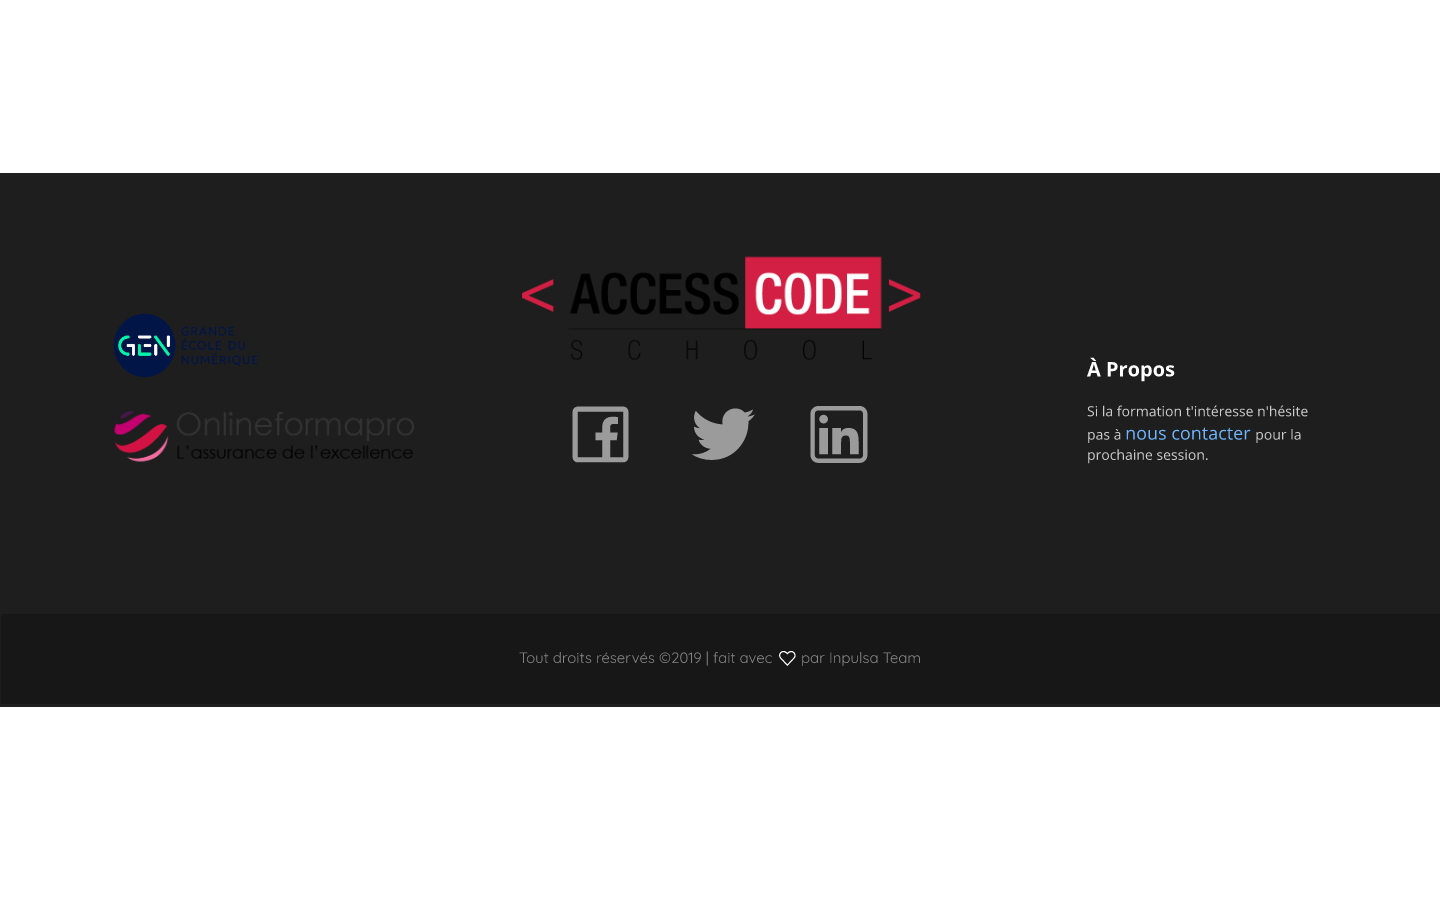 GEN
GRANDE
ÉCOLE DU
NUMÉRIQUE
Onlineformapro
L'assurance de l'excellence
< ACCESS CODE >
SCHOOL
À Propos
Si la formation t'intéresse n'hésite
pas à nous contacter pour la
prochaine session.
Tout droits réservés ©2019 | fait avec ♡ par Inpulsa Team